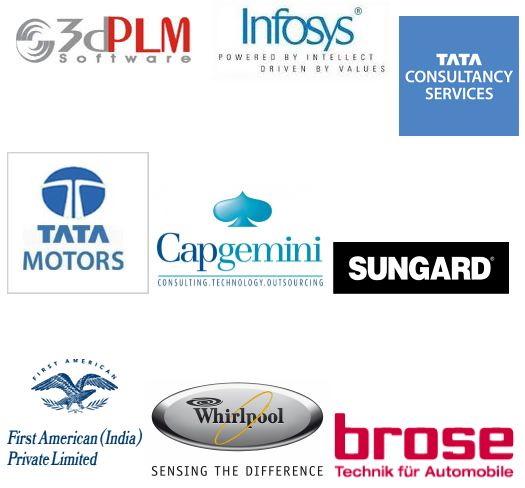 3dPLM
Software
Infosys®
POWERED BY INTELLECT
DRIVEN BY VALUES
TATA
CONSULTANCY
SERVICES
TATA
MOTORS
Capgemini
CONSULTING.TECHNOLOGY.OUTSOURCING
SUNGARD®
FIRST AMERICAN
First American (India)
Private Limited
Whirlpool
SENSING THE DIFFERENCE
brose
Technik für Automobile